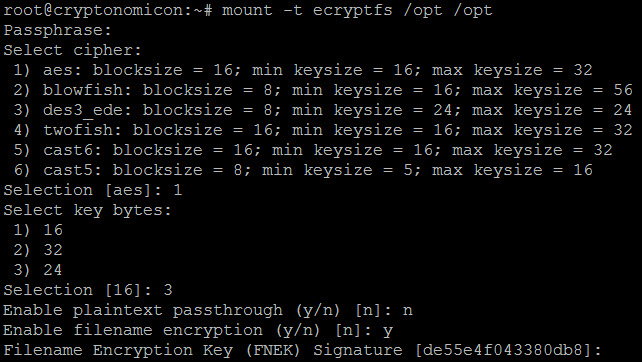 root@cryptonomicon:~# mount -t ecryptfs /opt /opt
Passphrase:
Select cipher:
 1) aes: blocksize = 16; min keysize = 16; max keysize = 32
 2) blowfish: blocksize = 8; min keysize = 16; max keysize = 56
 3) des3_ede: blocksize = 8; min keysize = 24; max keysize = 24
 4) twofish: blocksize = 16; min keysize = 16; max keysize = 32
 5) cast6: blocksize = 16; min keysize = 16; max keysize = 32
 6) cast5: blocksize = 8; min keysize = 5; max keysize = 16
Selection [aes]: 1
Select key bytes:
 1) 16
 2) 32
 3) 24
Selection [16]: 3
Enable plaintext passthrough (y/n) [n]: n
Enable filename encryption (y/n) [n]: y
Filename Encryption Key (FNEK) Signature [de55e4f043380db8]: